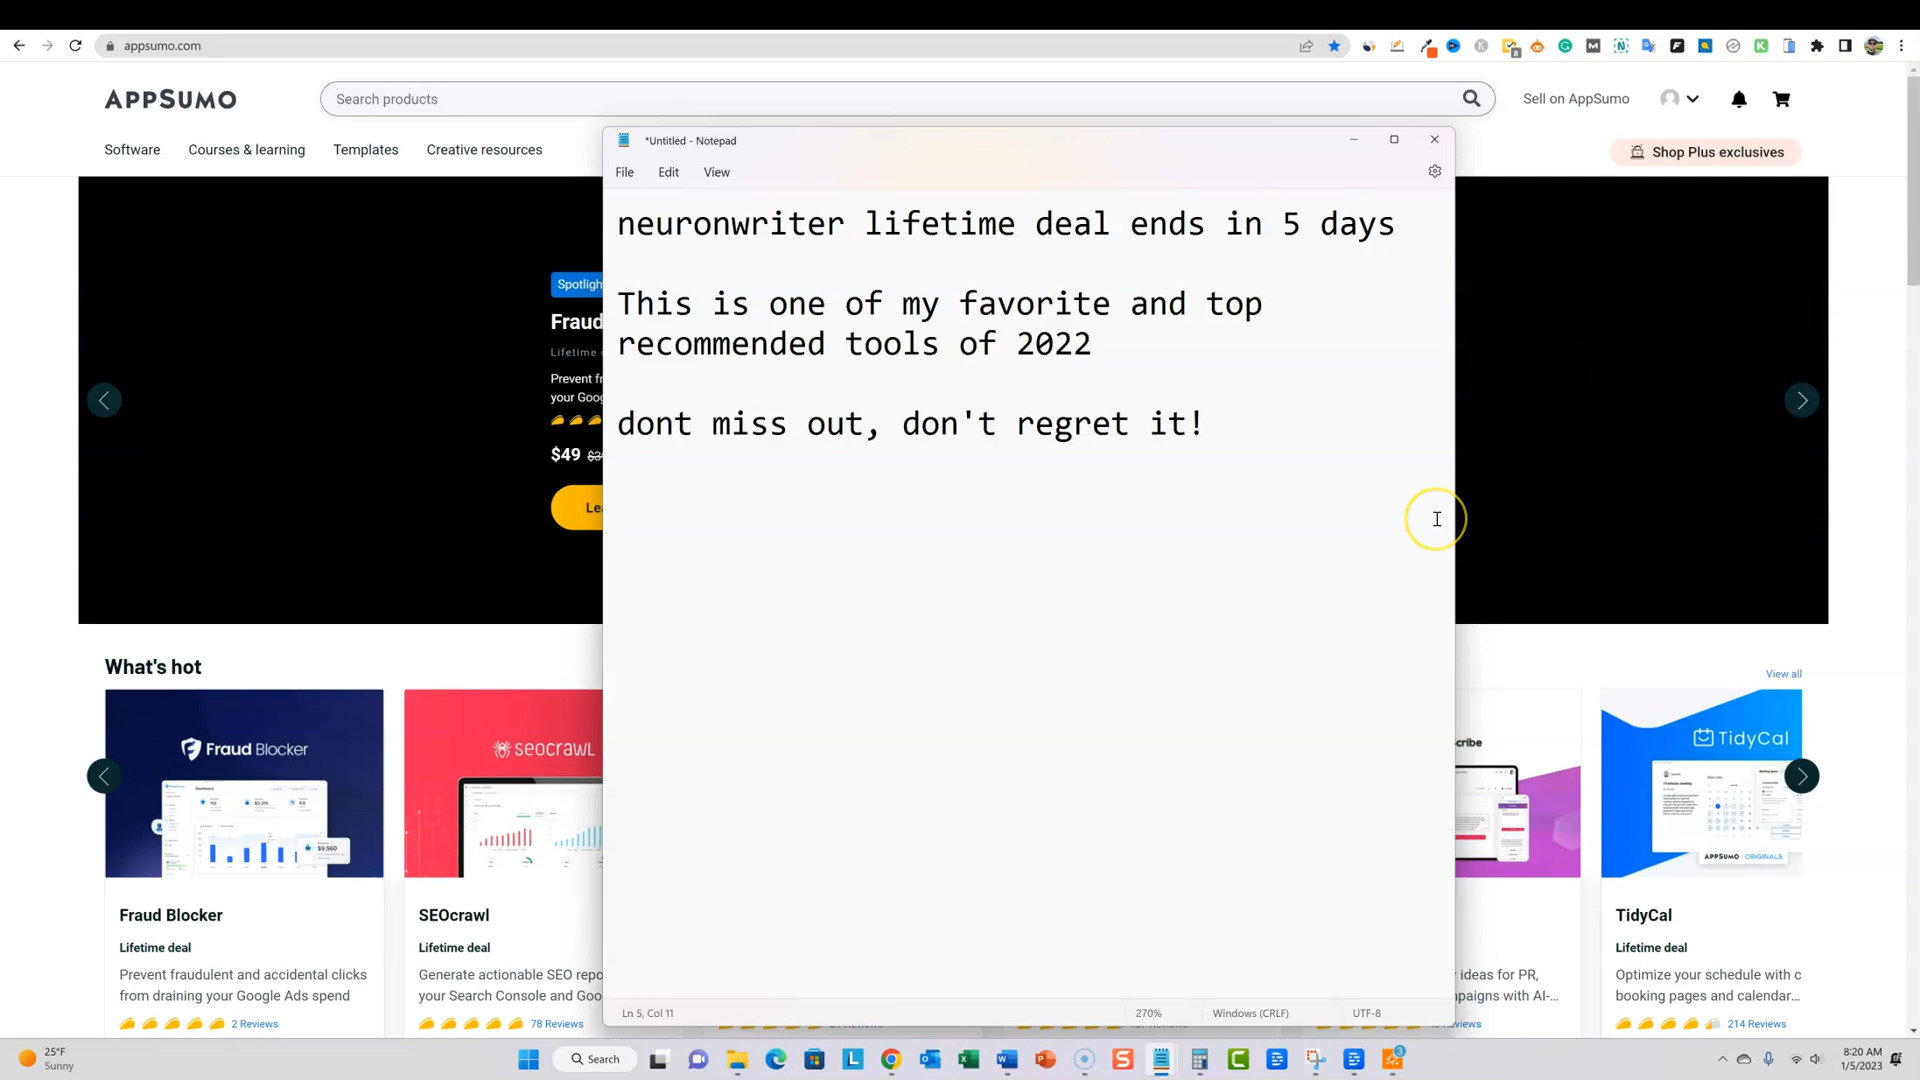 appsumo.com
APPSUMO
Search products
Sell on AppSumo
Software Courses & learning Templates Creative resources
Shop Plus exclusives
*Untitled - Notepad
File Edit View
neuronwriter lifetime deal ends in 5 days
This is one of my favorite and top
recommended tools of 2022
dont miss out, don't regret it!
Ln 5, Col 11 270% Windows (CRLF) UTF-8
Spotligh
Fraud
Lifetime
Prevent fr
your Goo
$49
Le
What's hot
View all
Fraud Blocker
Fraud Blocker
Lifetime deal
Prevent fraudulent and accidental clicks
from draining your Google Ads spend
2 Reviews
seocrawl
SEOcrawl
Lifetime deal
Generate actionable SEO repo
your Search Console and Goo
78 Reviews
cribe
ideas for PR,
paigns with AI-...
TidyCal
APPSUMO ORIGINALS
TidyCal
Lifetime deal
Optimize your schedule with c
booking pages and calendar...
214 Reviews
25°F
Sunny
Search
8:20 AM
1/5/2023